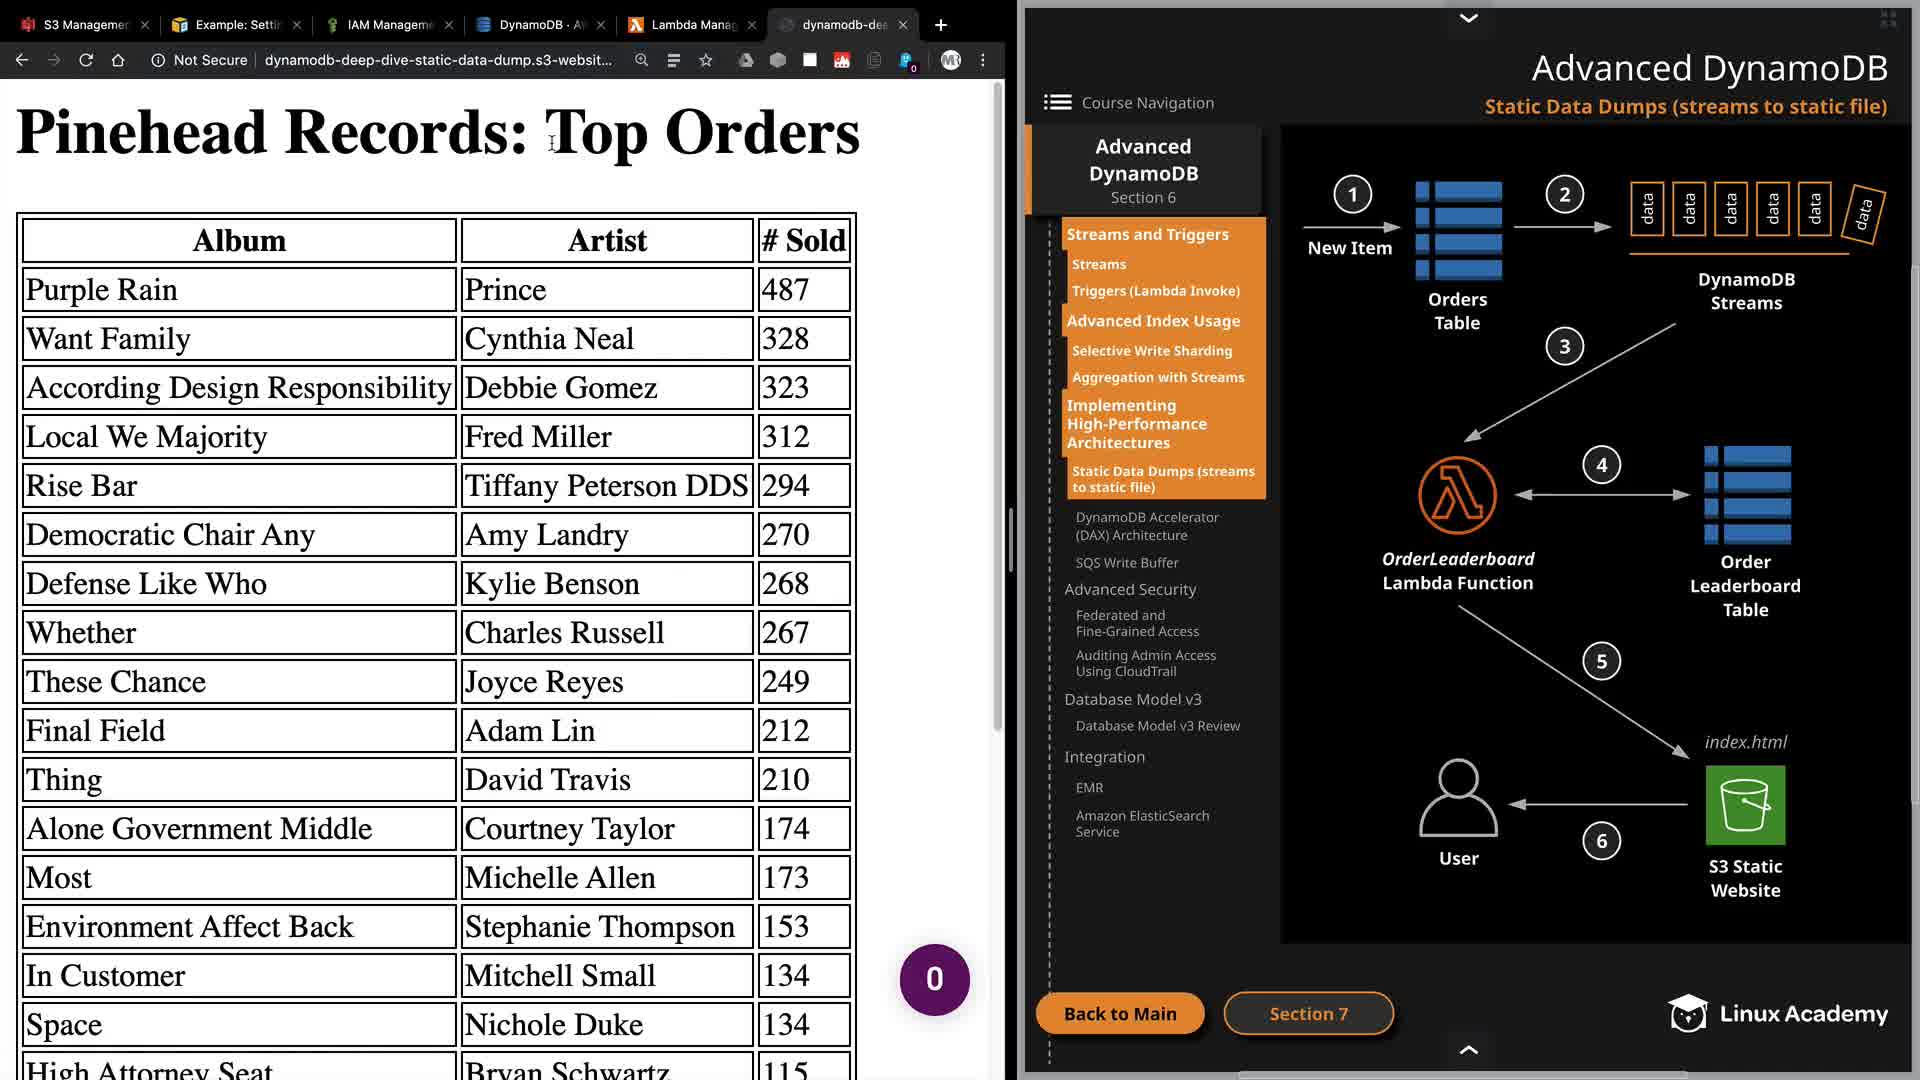 S3 Managemen
Example: Settin
IAM Manageme
DynamoDB · AW
Lambda Manag
dynamodb-dee
Not Secure
dynamodb-deep-dive-static-data-dump.s3-websit...
0
Pinehead Records: Top Orders
Album Artist # Sold
Purple Rain Prince 487
Want Family Cynthia Neal 328
According Design Responsibility Debbie Gomez 323
Local We Majority Fred Miller 312
Rise Bar Tiffany Peterson DDS 294
Democratic Chair Any Amy Landry 270
Defense Like Who Kylie Benson 268
Whether Charles Russell 267
These Chance Joyce Reyes 249
Final Field Adam Lin 212
Thing David Travis 210
Alone Government Middle Courtney Taylor 174
Most Michelle Allen 173
Environment Affect Back Stephanie Thompson 153
In Customer Mitchell Small 134
Space Nichole Duke 134
High Attorney Seat Bryan Schwartz 115
0
Advanced DynamoDB
Static Data Dumps (streams to static file)
Course Navigation
Advanced
DynamoDB
Section 6
Streams and Triggers
Streams
Triggers (Lambda Invoke)
Advanced Index Usage
Selective Write Sharding
Aggregation with Streams
Implementing
High-Performance
Architectures
Static Data Dumps (streams
to static file)
DynamoDB Accelerator
(DAX) Architecture
SQS Write Buffer
Advanced Security
Federated and
Fine-Grained Access
Auditing Admin Access
Using CloudTrail
Database Model v3
Database Model v3 Review
Integration
EMR
Amazon ElasticSearch
Service
1
New Item
Orders
Table
2
data data data data data data
DynamoDB
Streams
3
OrderLeaderboard
Lambda Function
4
Order
Leaderboard
Table
5
index.html
S3 Static
Website
6
User
Back to Main
Section 7
Linux Academy